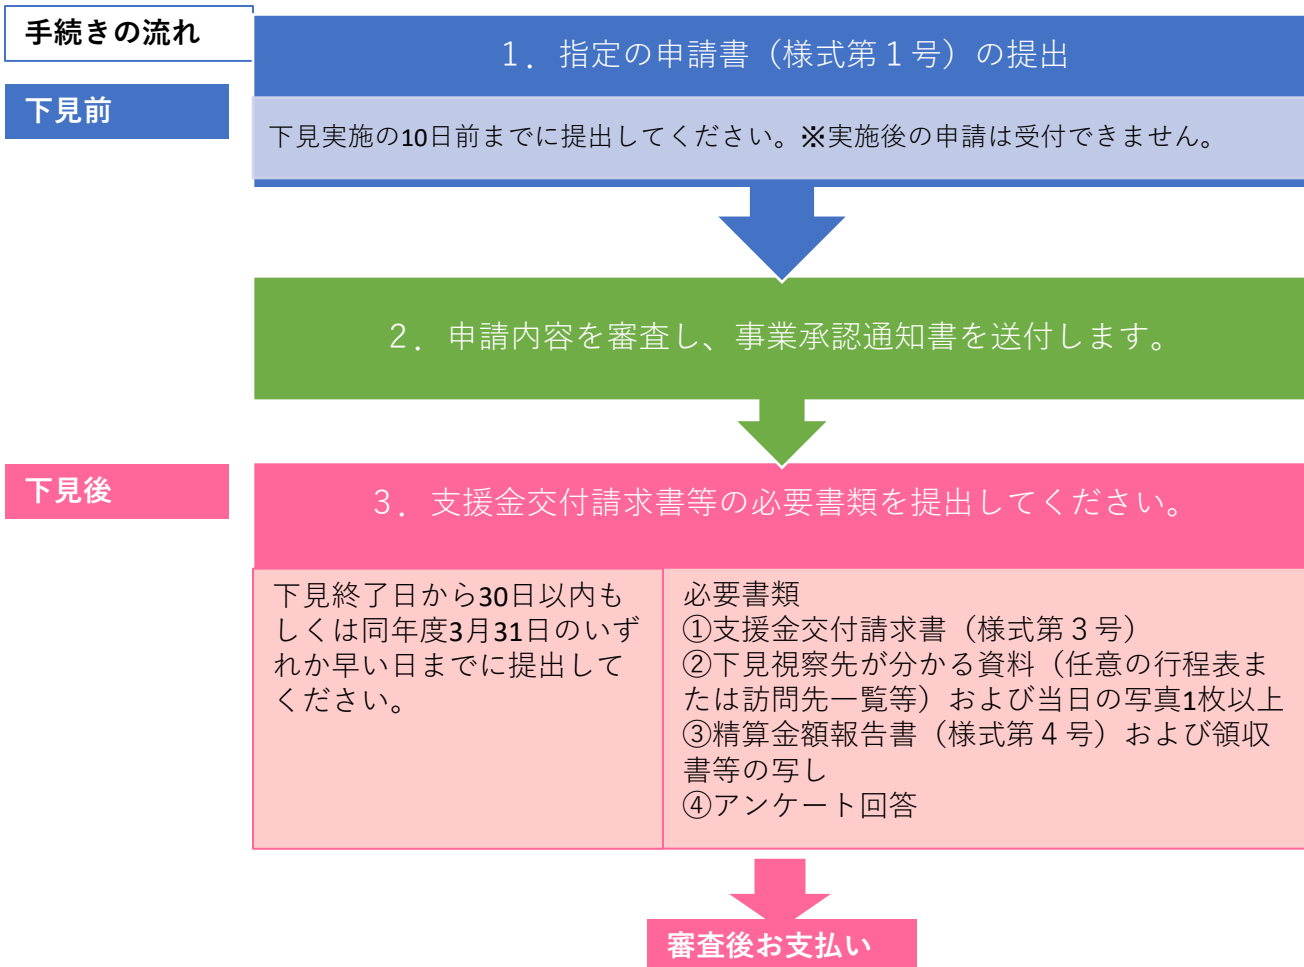 手続きの流れ
1．指定の申請書（様式第１号）の提出
下見前
下見実施の10日前までに提出してください。※実施後の申請は受付できません。
2．申請内容を審査し、事業承認通知書を送付します。
下見後
3．支援金交付請求書等の必要書類を提出してください。
下見終了日から30日以内も
しくは同年度3月31日のいず
れか早い日までに提出して
ください。
必要書類
①支援金交付請求書（様式第３号）
②下見視察先が分かる資料（任意の行程表ま
たは訪問先一覧等）および当日の写真1枚以上
③精算金額報告書（様式第４号）および領収
書等の写し
④アンケート回答
審査後お支払い